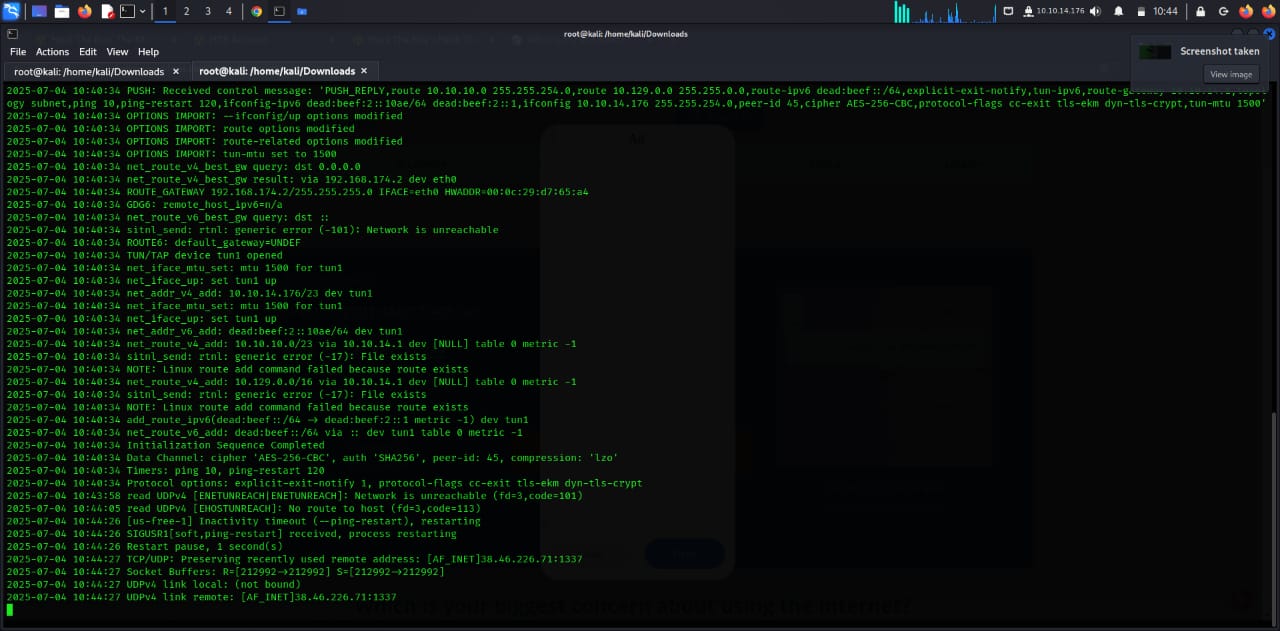 1 2 3 4 10.10.14.176 10:44
root@kali: /home/kali/Downloads
File Actions Edit View Help
Screenshot taken
View image
root@kali: /home/kali/Downloads × root@kali: /home/kali/Downloads ×
2025-07-04 10:40:34 PUSH: Received control message: 'PUSH_REPLY,route 10.10.10.0 255.255.254.0,route 10.129.0.0 255.255.0.0,route-ipv6 dead:beef::/64,explicit-exit-notify,tun-ipv6,route-gateway
ogy subnet,ping 10,ping-restart 120,ifconfig-ipv6 dead:beef:2::10ae/64 dead:beef:2::1,ifconfig 10.10.14.176 255.255.254.0,peer-id 45,cipher AES-256-CBC,protocol-flags cc-exit tls-ekm dyn-tls-crypt,tun-mtu 1500'
2025-07-04 10:40:34 OPTIONS IMPORT: --ifconfig/up options modified
2025-07-04 10:40:34 OPTIONS IMPORT: route options modified
2025-07-04 10:40:34 OPTIONS IMPORT: route-related options modified
2025-07-04 10:40:34 OPTIONS IMPORT: tun-mtu set to 1500
2025-07-04 10:40:34 net_route_v4_best_gw query: dst 0.0.0.0
2025-07-04 10:40:34 net_route_v4_best_gw result: via 192.168.174.2 dev eth0
2025-07-04 10:40:34 ROUTE_GATEWAY 192.168.174.2/255.255.255.0 IFACE=eth0 HWADDR=00:0c:29:d7:65:a4
2025-07-04 10:40:34 GDG6: remote_host_ipv6=n/a
2025-07-04 10:40:34 net_route_v6_best_gw query: dst ::
2025-07-04 10:40:34 sitnl_send: rtnl: generic error (-101): Network is unreachable
2025-07-04 10:40:34 ROUTE6: default_gateway=UNDEF
2025-07-04 10:40:34 TUN/TAP device tun1 opened
2025-07-04 10:40:34 net_iface_mtu_set: mtu 1500 for tun1
2025-07-04 10:40:34 net_iface_up: set tun1 up
2025-07-04 10:40:34 net_addr_v4_add: 10.10.14.176/23 dev tun1
2025-07-04 10:40:34 net_iface_mtu_set: mtu 1500 for tun1
2025-07-04 10:40:34 net_iface_up: set tun1 up
2025-07-04 10:40:34 net_addr_v6_add: dead:beef:2::10ae/64 dev tun1
2025-07-04 10:40:34 net_route_v4_add: 10.10.10.0/23 via 10.10.14.1 dev [NULL] table 0 metric -1
2025-07-04 10:40:34 sitnl_send: rtnl: generic error (-17): File exists
2025-07-04 10:40:34 NOTE: Linux route add command failed because route exists
2025-07-04 10:40:34 net_route_v4_add: 10.129.0.0/16 via 10.10.14.1 dev [NULL] table 0 metric -1
2025-07-04 10:40:34 sitnl_send: rtnl: generic error (-17): File exists
2025-07-04 10:40:34 NOTE: Linux route add command failed because route exists
2025-07-04 10:40:34 add_route_ipv6(dead:beef::/64 → dead:beef:2::1 metric -1) dev tun1
2025-07-04 10:40:34 net_route_v6_add: dead:beef::/64 via :: dev tun1 table 0 metric -1
2025-07-04 10:40:34 Initialization Sequence Completed
2025-07-04 10:40:34 Data Channel: cipher 'AES-256-CBC', auth 'SHA256', peer-id: 45, compression: 'lzo'
2025-07-04 10:40:34 Timers: ping 10, ping-restart 120
2025-07-04 10:40:34 Protocol options: explicit-exit-notify 1, protocol-flags cc-exit tls-ekm dyn-tls-crypt
2025-07-04 10:43:58 read UDPv4 [ENETUNREACH|ENETUNREACH]: Network is unreachable (fd=3,code=101)
2025-07-04 10:44:05 read UDPv4 [EHOSTUNREACH]: No route to host (fd=3,code=113)
2025-07-04 10:44:26 [us-free-1] Inactivity timeout (--ping-restart), restarting
2025-07-04 10:44:26 SIGUSR1[soft,ping-restart] received, process restarting
2025-07-04 10:44:26 Restart pause, 1 second(s)
2025-07-04 10:44:27 TCP/UDP: Preserving recently used remote address: [AF_INET]38.46.226.71:1337
2025-07-04 10:44:27 Socket Buffers: R=[212992→212992] S=[212992→212992]
2025-07-04 10:44:27 UDPv4 link local: (not bound)
2025-07-04 10:44:27 UDPv4 link remote: [AF_INET]38.46.226.71:1337
Which is your biggest concern about using the internet?